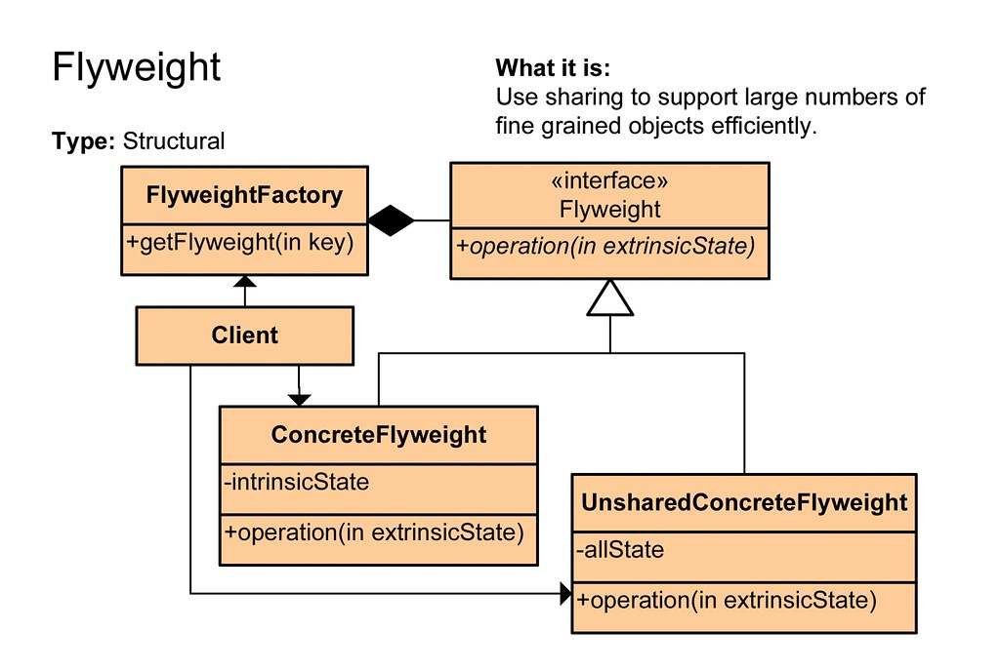 Flyweight
What it is:
Use sharing to support large numbers of
fine grained objects efficiently.
Type: Structural
FlyweightFactory
+getFlyweight(in key)
«interface»
Flyweight
+operation(in extrinsicState)
Client
ConcreteFlyweight
-intrinsicState
+operation(in extrinsicState)
UnsharedConcreteFlyweight
-allState
+operation(in extrinsicState)